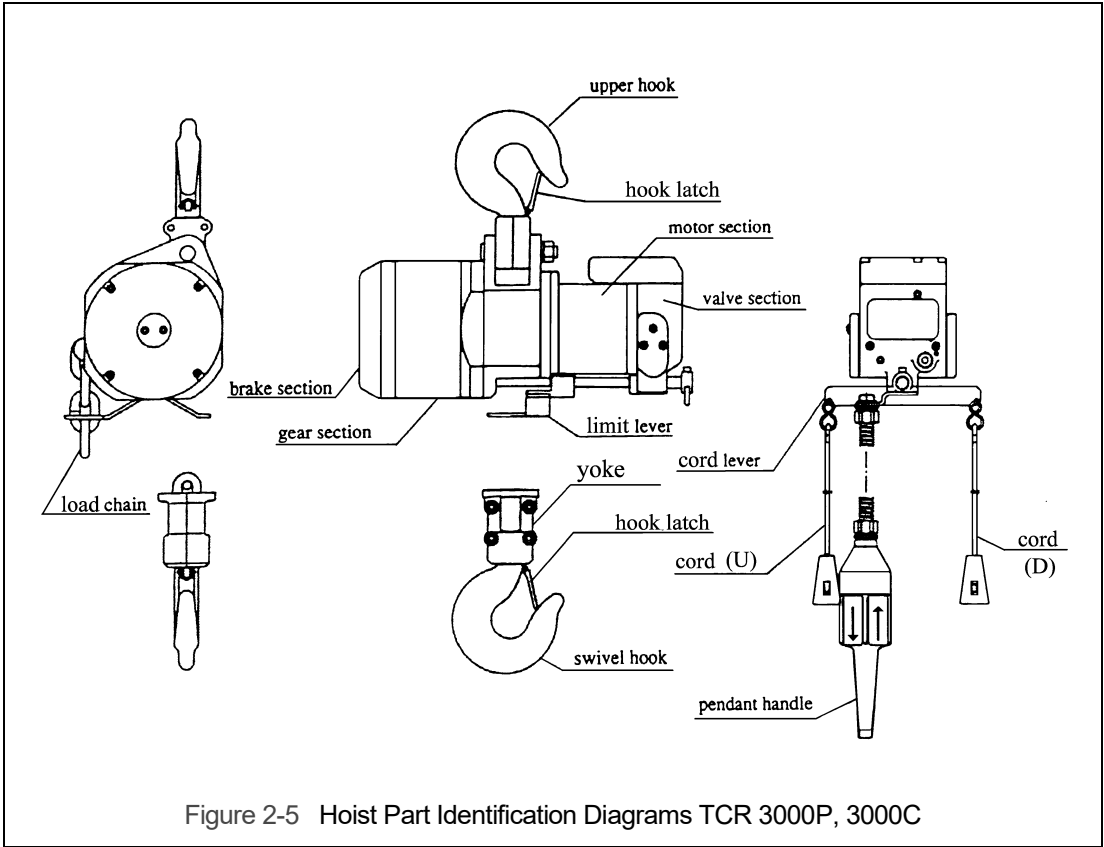 upper hook
hook latch
motor section
valve section
brake section
gear section
limit lever
cord lever
load chain
yoke
hook latch
cord (U)
cord
(D)
swivel hook
pendant handle
Figure 2-5 Hoist Part Identification Diagrams TCR 3000P, 3000C